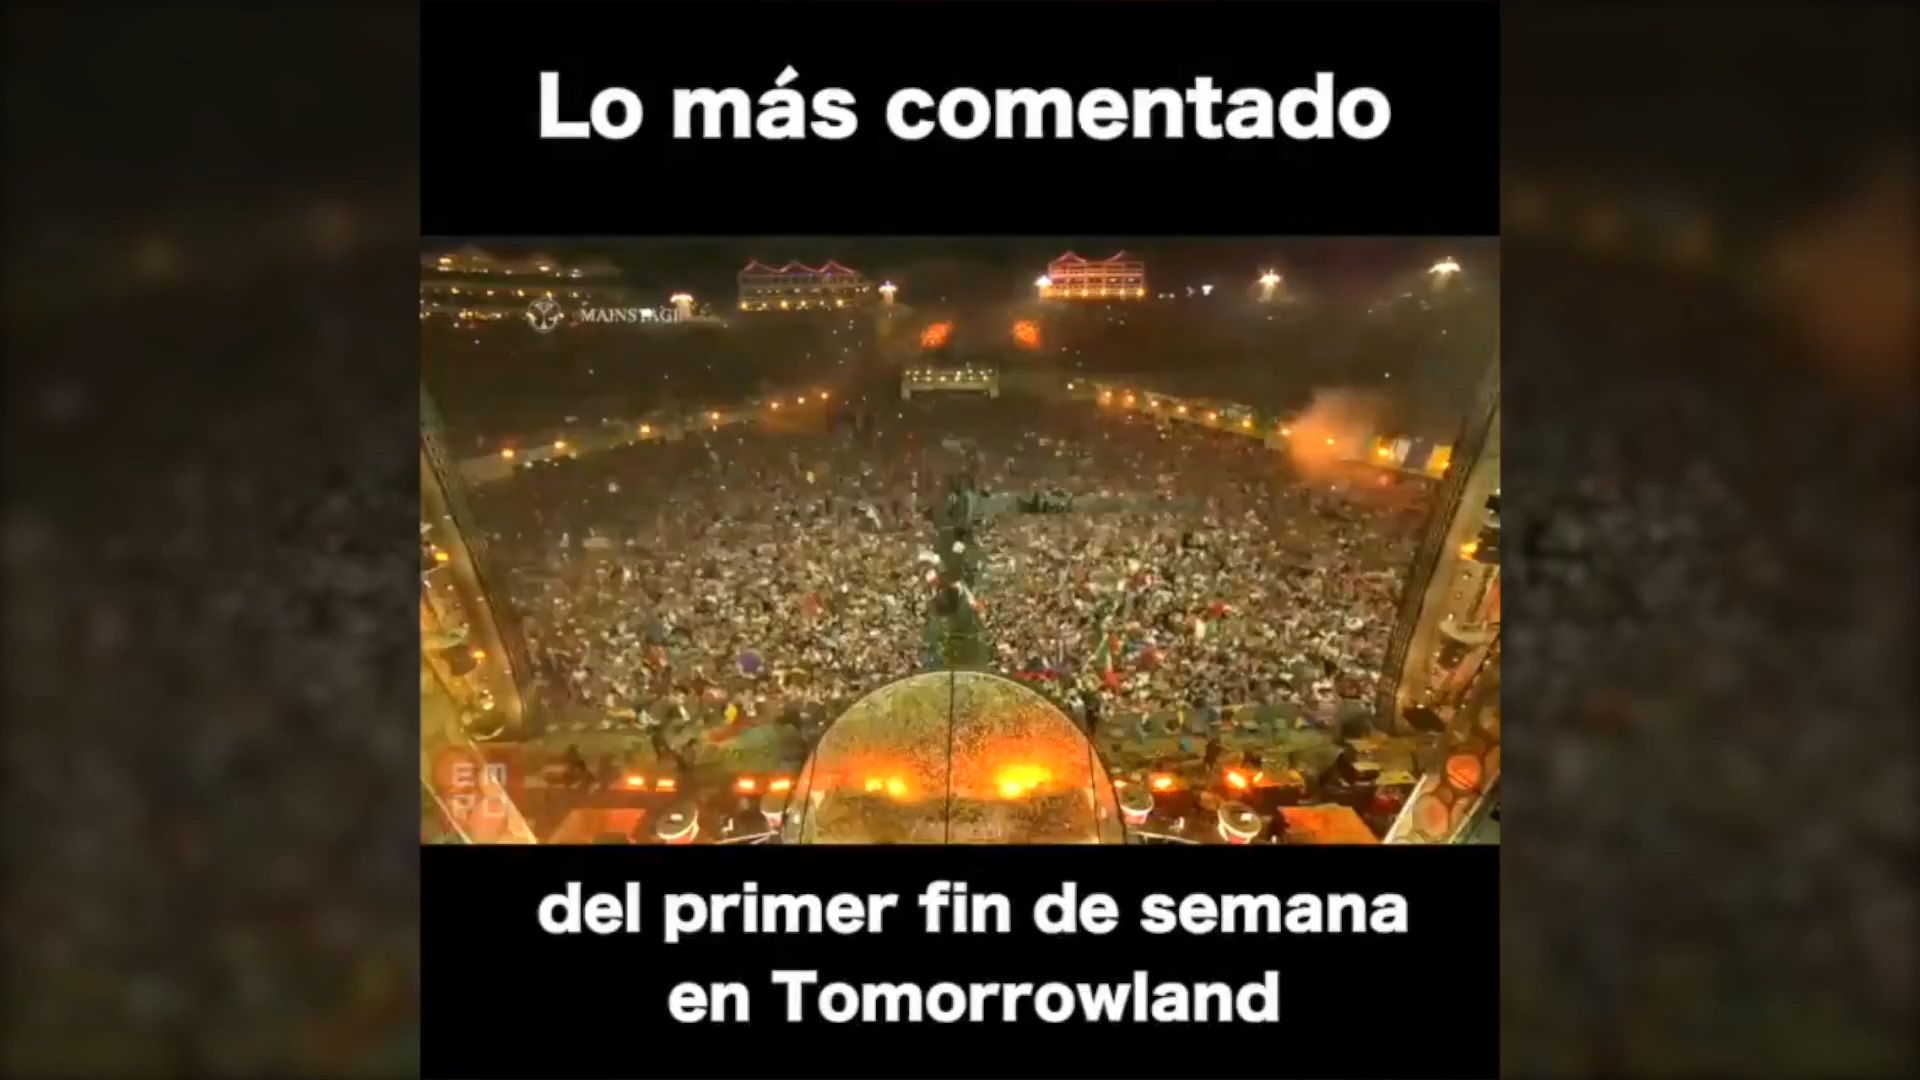 Lo más comentado
MAINSTAGE
del primer fin de semana
en Tomorrowland